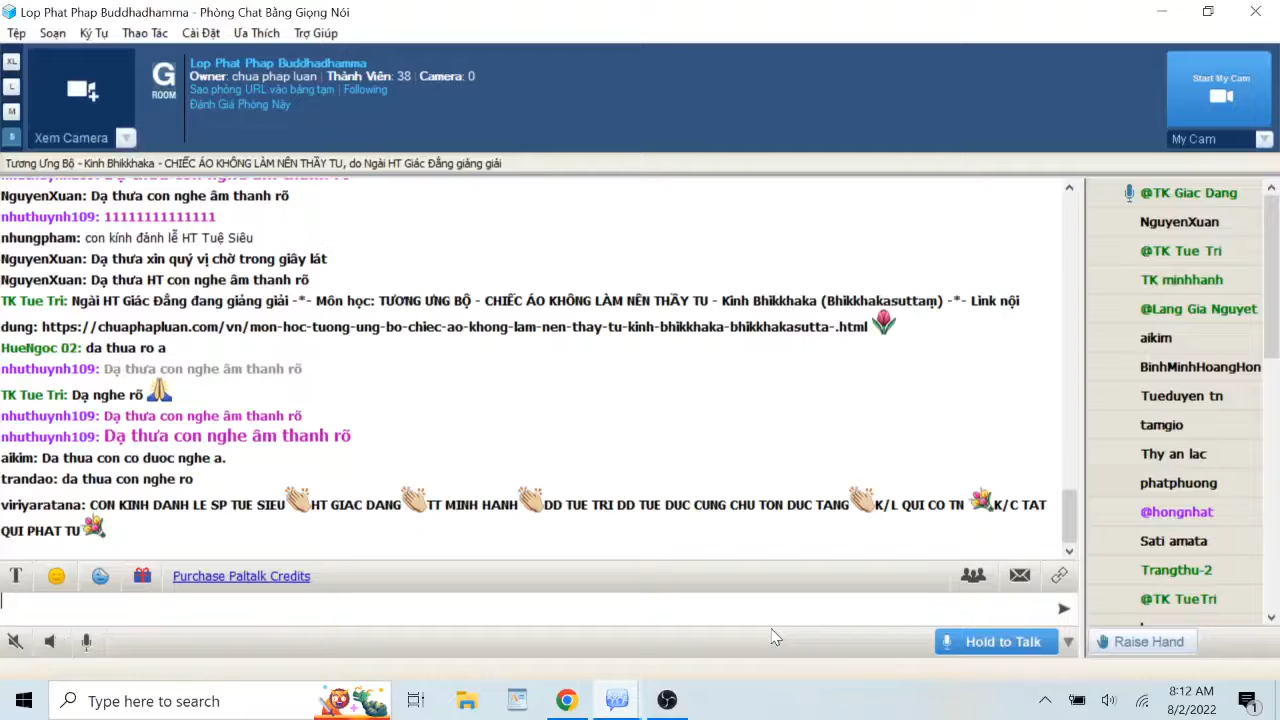 Lop Phat Phap Buddhadhamma - Phòng Chat Bằng Giọng Nói
Tệp Soạn Ký Tự Thao Tác Cài Đặt Ưa Thích Trợ Giúp
XL
L
M
S
Xem Camera
G
ROOM
Lop Phat Phap Buddhadhamma
Owner: chua phap luan | Thành Viên: 38 | Camera: 0
Sao phòng URL vào bảng tạm | Following
Đánh Giá Phòng Này
Start My Cam
My Cam
Tương Ưng Bộ - Kinh Bhikkhaka - CHIẾC ÁO KHÔNG LÀM NÊN THẦY TU, do Ngài HT Giác Đẳng giảng giải
NguyenXuan: Dạ thưa con nghe âm thanh rõ
nhuthuynh109: 11111111111111
nhungpham: con kính đảnh lễ HT Tuệ Siêu
NguyenXuan: Dạ thưa xin quý vị chờ trong giây lát
NguyenXuan: Dạ thưa HT con nghe âm thanh rõ
TK Tue Tri: Ngài HT Giác Đẳng đang giảng giải -*- Môn học: TƯƠNG ƯNG BỘ - CHIẾC ÁO KHÔNG LÀM NÊN THẦY TU - Kinh Bhikkhaka (Bhikkhakasuttaṃ) -*- Link nội
dung: https://chuaphapluan.com/vn/mon-hoc-tuong-ung-bo-chiec-ao-khong-lam-nen-thay-tu-kinh-bhikkhaka-bhikkhakasutta-.html
HueNgoc 02: da thua ro a
nhuthuynh109: Dạ thưa con nghe âm thanh rõ
TK Tue Tri: Dạ nghe rõ
nhuthuynh109: Dạ thưa con nghe âm thanh rõ
nhuthuynh109: Dạ thưa con nghe âm thanh rõ
aikim: Da thua con co duoc nghe a.
trandao: da thua con nghe ro
viriyaratana: CON KINH DANH LE SP TUE SIEU HT GIAC DANG TT MINH HANH DD TUE TRI DD TUE DUC CUNG CHU TON DUC TANG K/L QUI CO TN K/C TAT
QUI PHAT TU
@TK Giac Dang
NguyenXuan
@TK Tue Tri
TK minhhanh
@Lang Gia Nguyet
aikim
BinhMinhHoangHon
Tueduyen tn
tamgio
Thy an lac
phatphuong
@hongnhat
Sati amata
Trangthu-2
@TK TueTri
T
Purchase Paltalk Credits
Hold to Talk
Raise Hand
Type here to search
8:12 AM
8/2/2022
1